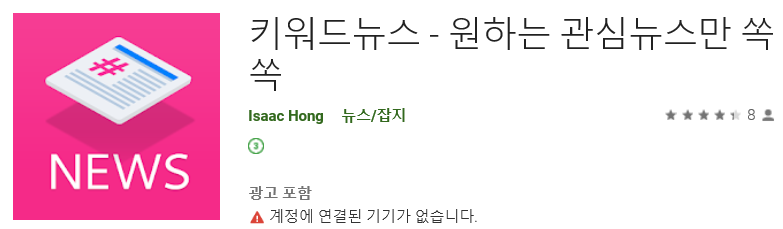 키워드뉴스 - 원하는 관심뉴스만 쏙
쏙
#
NEWS
Isaac Hong 뉴스/잡지 8
3
광고 포함
계정에 연결된 기기가 없습니다.